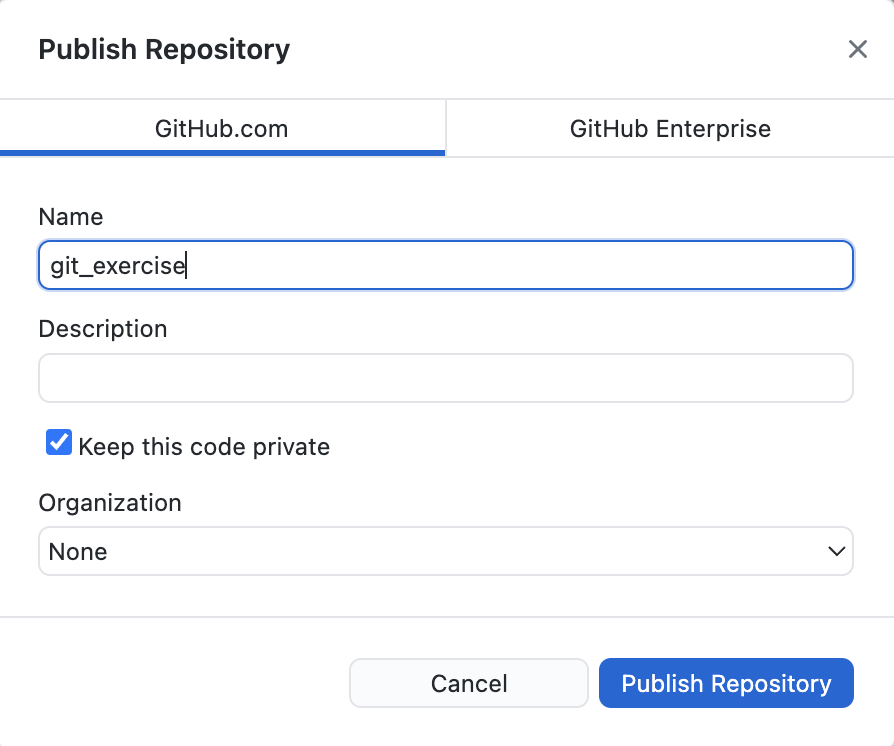 Publish Repository
GitHub.com
GitHub Enterprise
Name
git_exercise
Description
Keep this code private
Organization
None
Cancel
Publish Repository